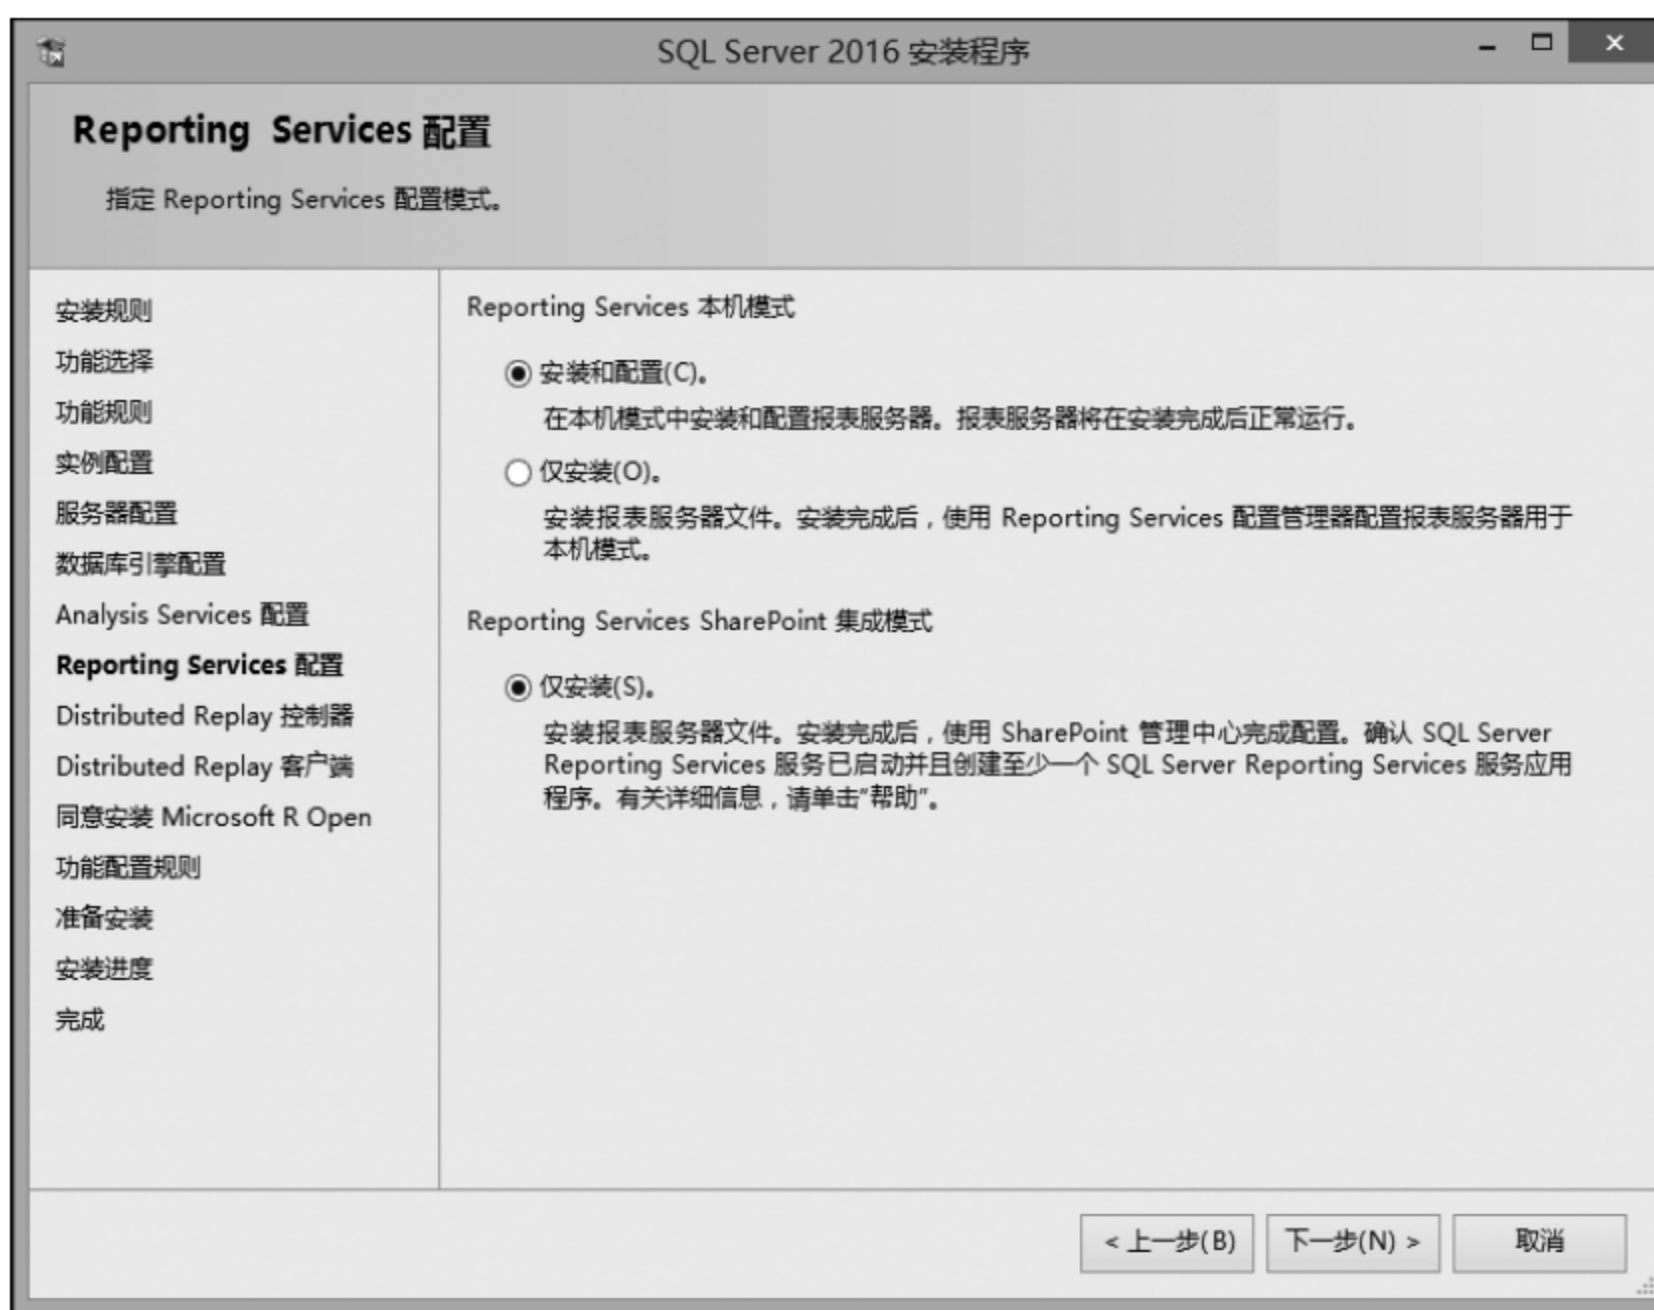 SQL Server 2016 安装程序
Reporting Services 配置
指定 Reporting Services 配置模式。
安装规则
功能选择
功能规则
实例配置
服务器配置
数据库引擎配置
Analysis Services 配置
Reporting Services 配置
Distributed Replay 控制器
Distributed Replay 客户端
同意安装 Microsoft R Open
功能配置规则
准备安装
安装进度
完成
Reporting Services 本机模式
安装和配置(C)。
在本机模式中安装和配置报表服务器。报表服务器将在安装完成后正常运行。
仅安装(O)。
安装报表服务器文件。安装完成后，使用 Reporting Services 配置管理器配置报表服务器用于
本机模式。
Reporting Services SharePoint 集成模式
仅安装(S)。
安装报表服务器文件。安装完成后，使用 SharePoint 管理中心完成配置。确认 SQL Server
Reporting Services 服务已启动并且创建至少一个 SQL Server Reporting Services 服务应用
程序。有关详细信息，请单击"帮助"。
< 上一步(B)
下一步(N) >
取消